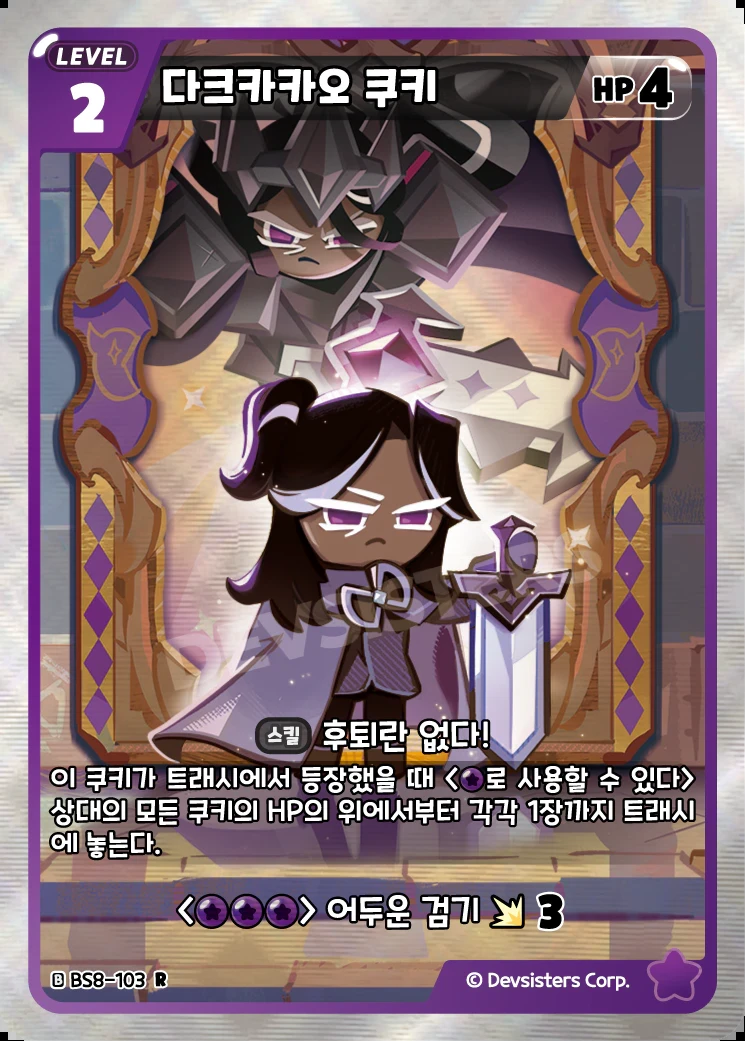 LEVEL
2
다크카카오 쿠키
HP 4
DEVSISTERS
스킬 후퇴란 없다!
이 쿠키가 트래시에서 등장했을 때 <★로 사용할 수 있다>
상대의 모든 쿠키의 HP의 위에서부터 각각 1장까지 트래시
에 놓는다.
<★★★> 어두운 검기 3
B BS8-103 R
© Devsisters Corp.